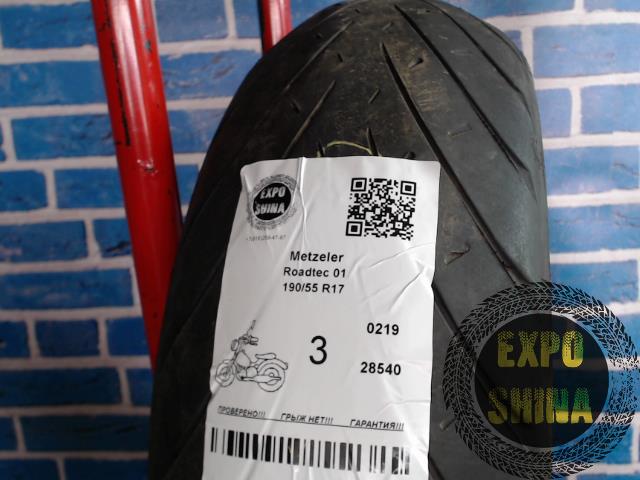 EXPO
SHINA
Metzeler
Roadtec 01
190/55 R17
3
0219
28540
ПРОВЕРЕНО!!! ГРЫЖ НЕТ!!! ГАРАНТИЯ!!!
EXPO
SHINA